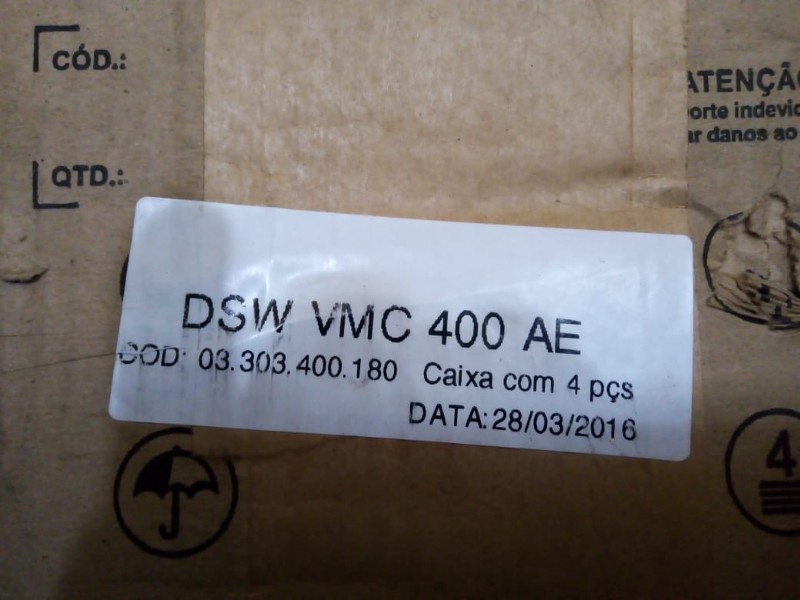 CÓD.:
QTD.:
ATENÇÃ
orte indevid
ar danos ao
DSW VMC 400 AE
COD: 03.303.400.180 Caixa com 4 pçs
DATA:28/03/2016
4